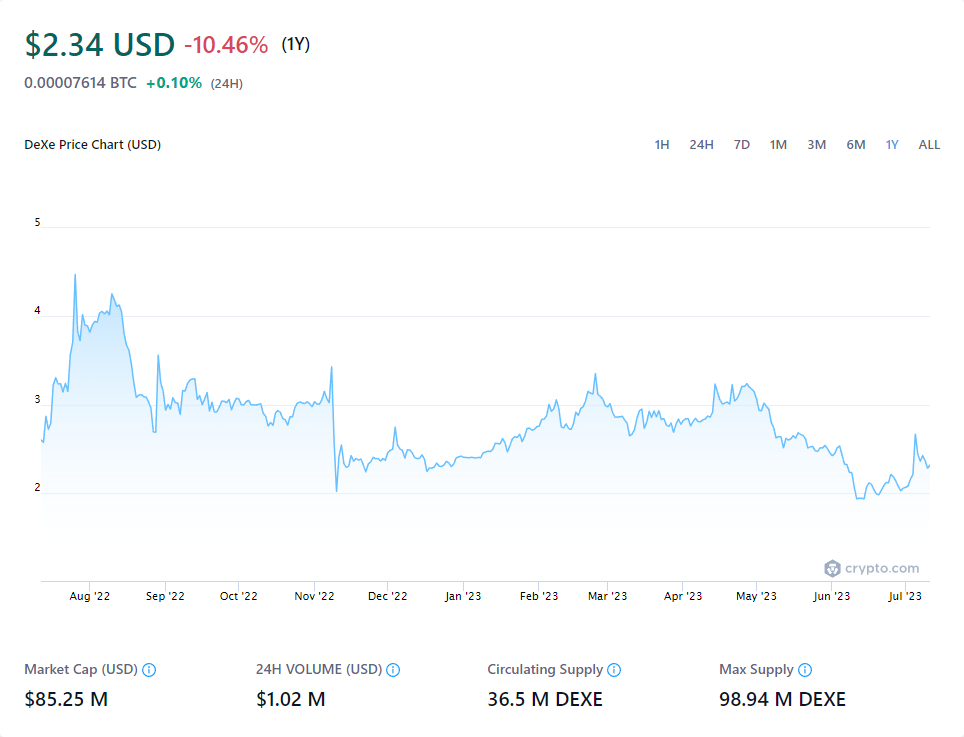 $2.34 USD -10.46% (1Y)
0.00007614 BTC +0.10% (24H)
DeXe Price Chart (USD) 1H 24H 7D 1M 3M 6M 1Y ALL
5
4
3
2
crypto.com
Aug '22 Sep '22 Oct '22 Nov '22 Dec '22 Jan '23 Feb '23 Mar '23 Apr '23 May '23 Jun '23 Jul '23
Market Cap (USD) 24H VOLUME (USD) Circulating Supply Max Supply
$85.25 M $1.02 M 36.5 M DEXE 98.94 M DEXE